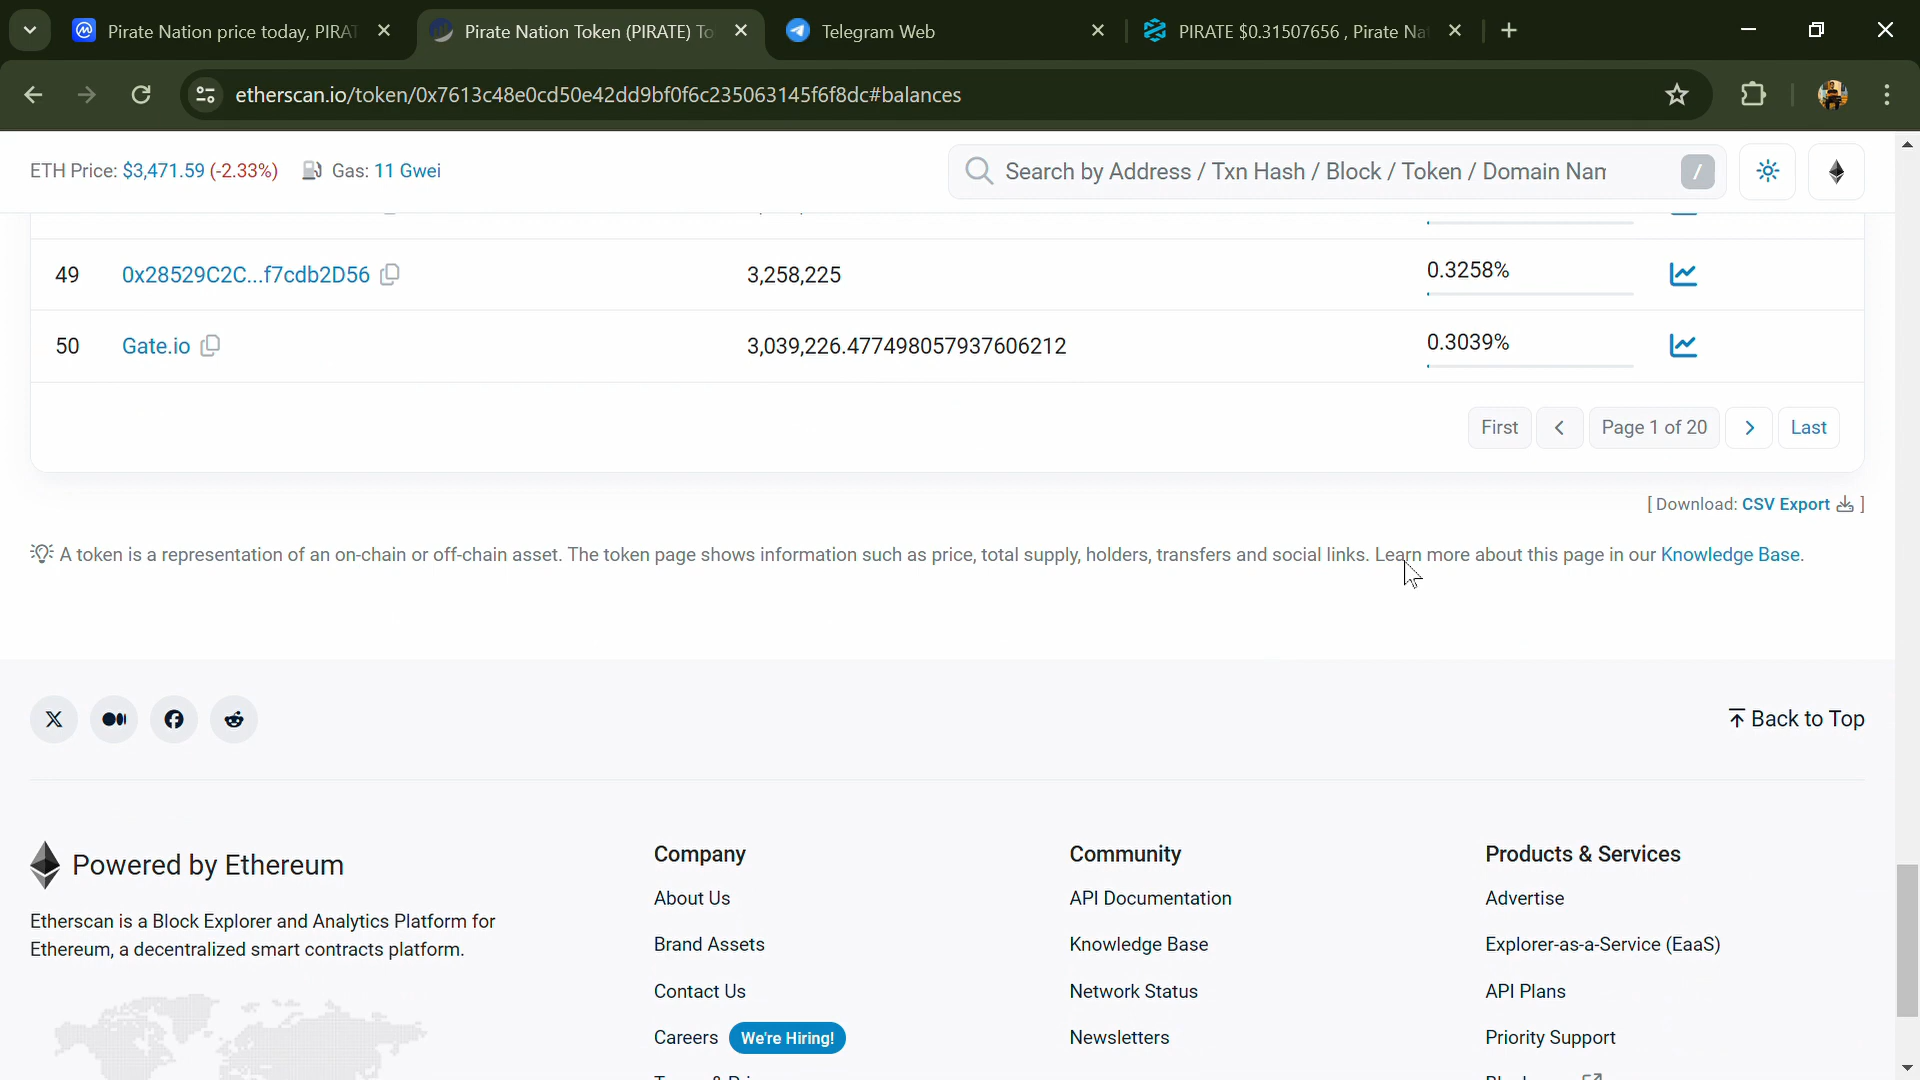 Pirate Nation price today, PIRAT
Pirate Nation Token (PIRATE) To
Telegram Web
PIRATE $0.31507656 , Pirate Na
etherscan.io/token/0x7613c48e0cd50e42dd9bf0f6c235063145f6f8dc#balances
ETH Price: $3,471.59 (-2.33%) Gas: 11 Gwei
Search by Address / Txn Hash / Block / Token / Domain Nam
/
49 0x28529C2C...f7cdb2D56 3,258,225 0.3258%
50 Gate.io 3,039,226.477498057937606212 0.3039%
First Page 1 of 20 Last
[ Download: CSV Export ]
A token is a representation of an on-chain or off-chain asset. The token page shows information such as price, total supply, holders, transfers and social links. Learn more about this page in our Knowledge Base.
Back to Top
Powered by Ethereum
Etherscan is a Block Explorer and Analytics Platform for
Ethereum, a decentralized smart contracts platform.
Company
About Us
Brand Assets
Contact Us
Careers We're Hiring!
Community
API Documentation
Knowledge Base
Network Status
Newsletters
Products & Services
Advertise
Explorer-as-a-Service (EaaS)
API Plans
Priority Support